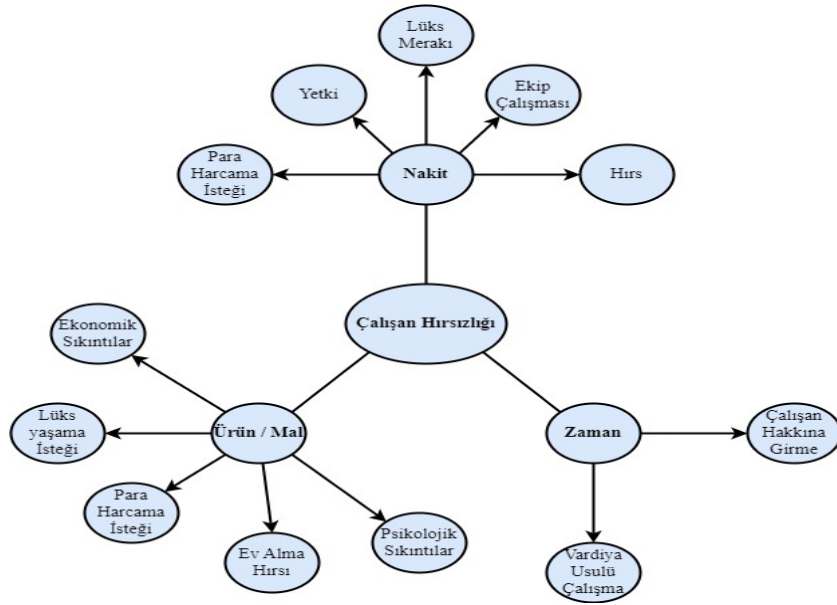 Lüks
Merakı
Yetki
Ekip
Çalışması
Para
Harcama
İsteği
Nakit
Hırs
Çalışan Hırsızlığı
Ekonomik
Sıkıntılar
Lüks
yaşama
İsteği
Ürün / Mal
Zaman
Çalışan
Hakkına
Girme
Para
Harcama
İsteği
Ev Alma
Hırsı
Psikolojik
Sıkıntılar
Vardiya
Usulü
Çalışma